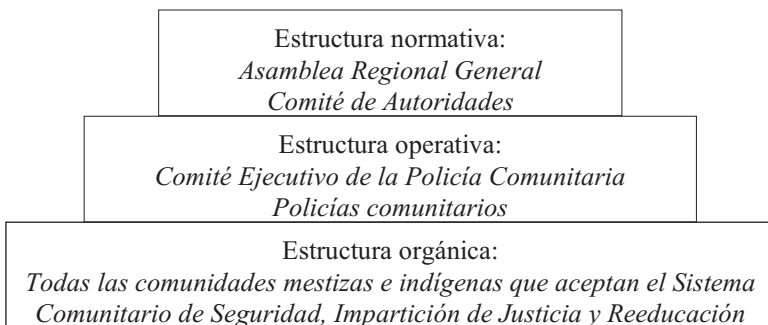 Estructura normativa:
Asamblea Regional General
Comité de Autoridades
Estructura operativa:
Comité Ejecutivo de la Policía Comunitaria
Policías comunitarios
Estructura orgánica:
Todas las comunidades mestizas e indígenas que aceptan el Sistema
Comunitario de Seguridad, Impartición de Justicia y Reeducación